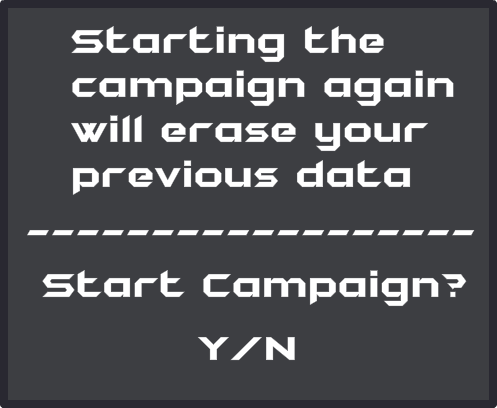 Starting the
campaign again
will erase your
previous data
-------------------
Start Campaign?
Y/N